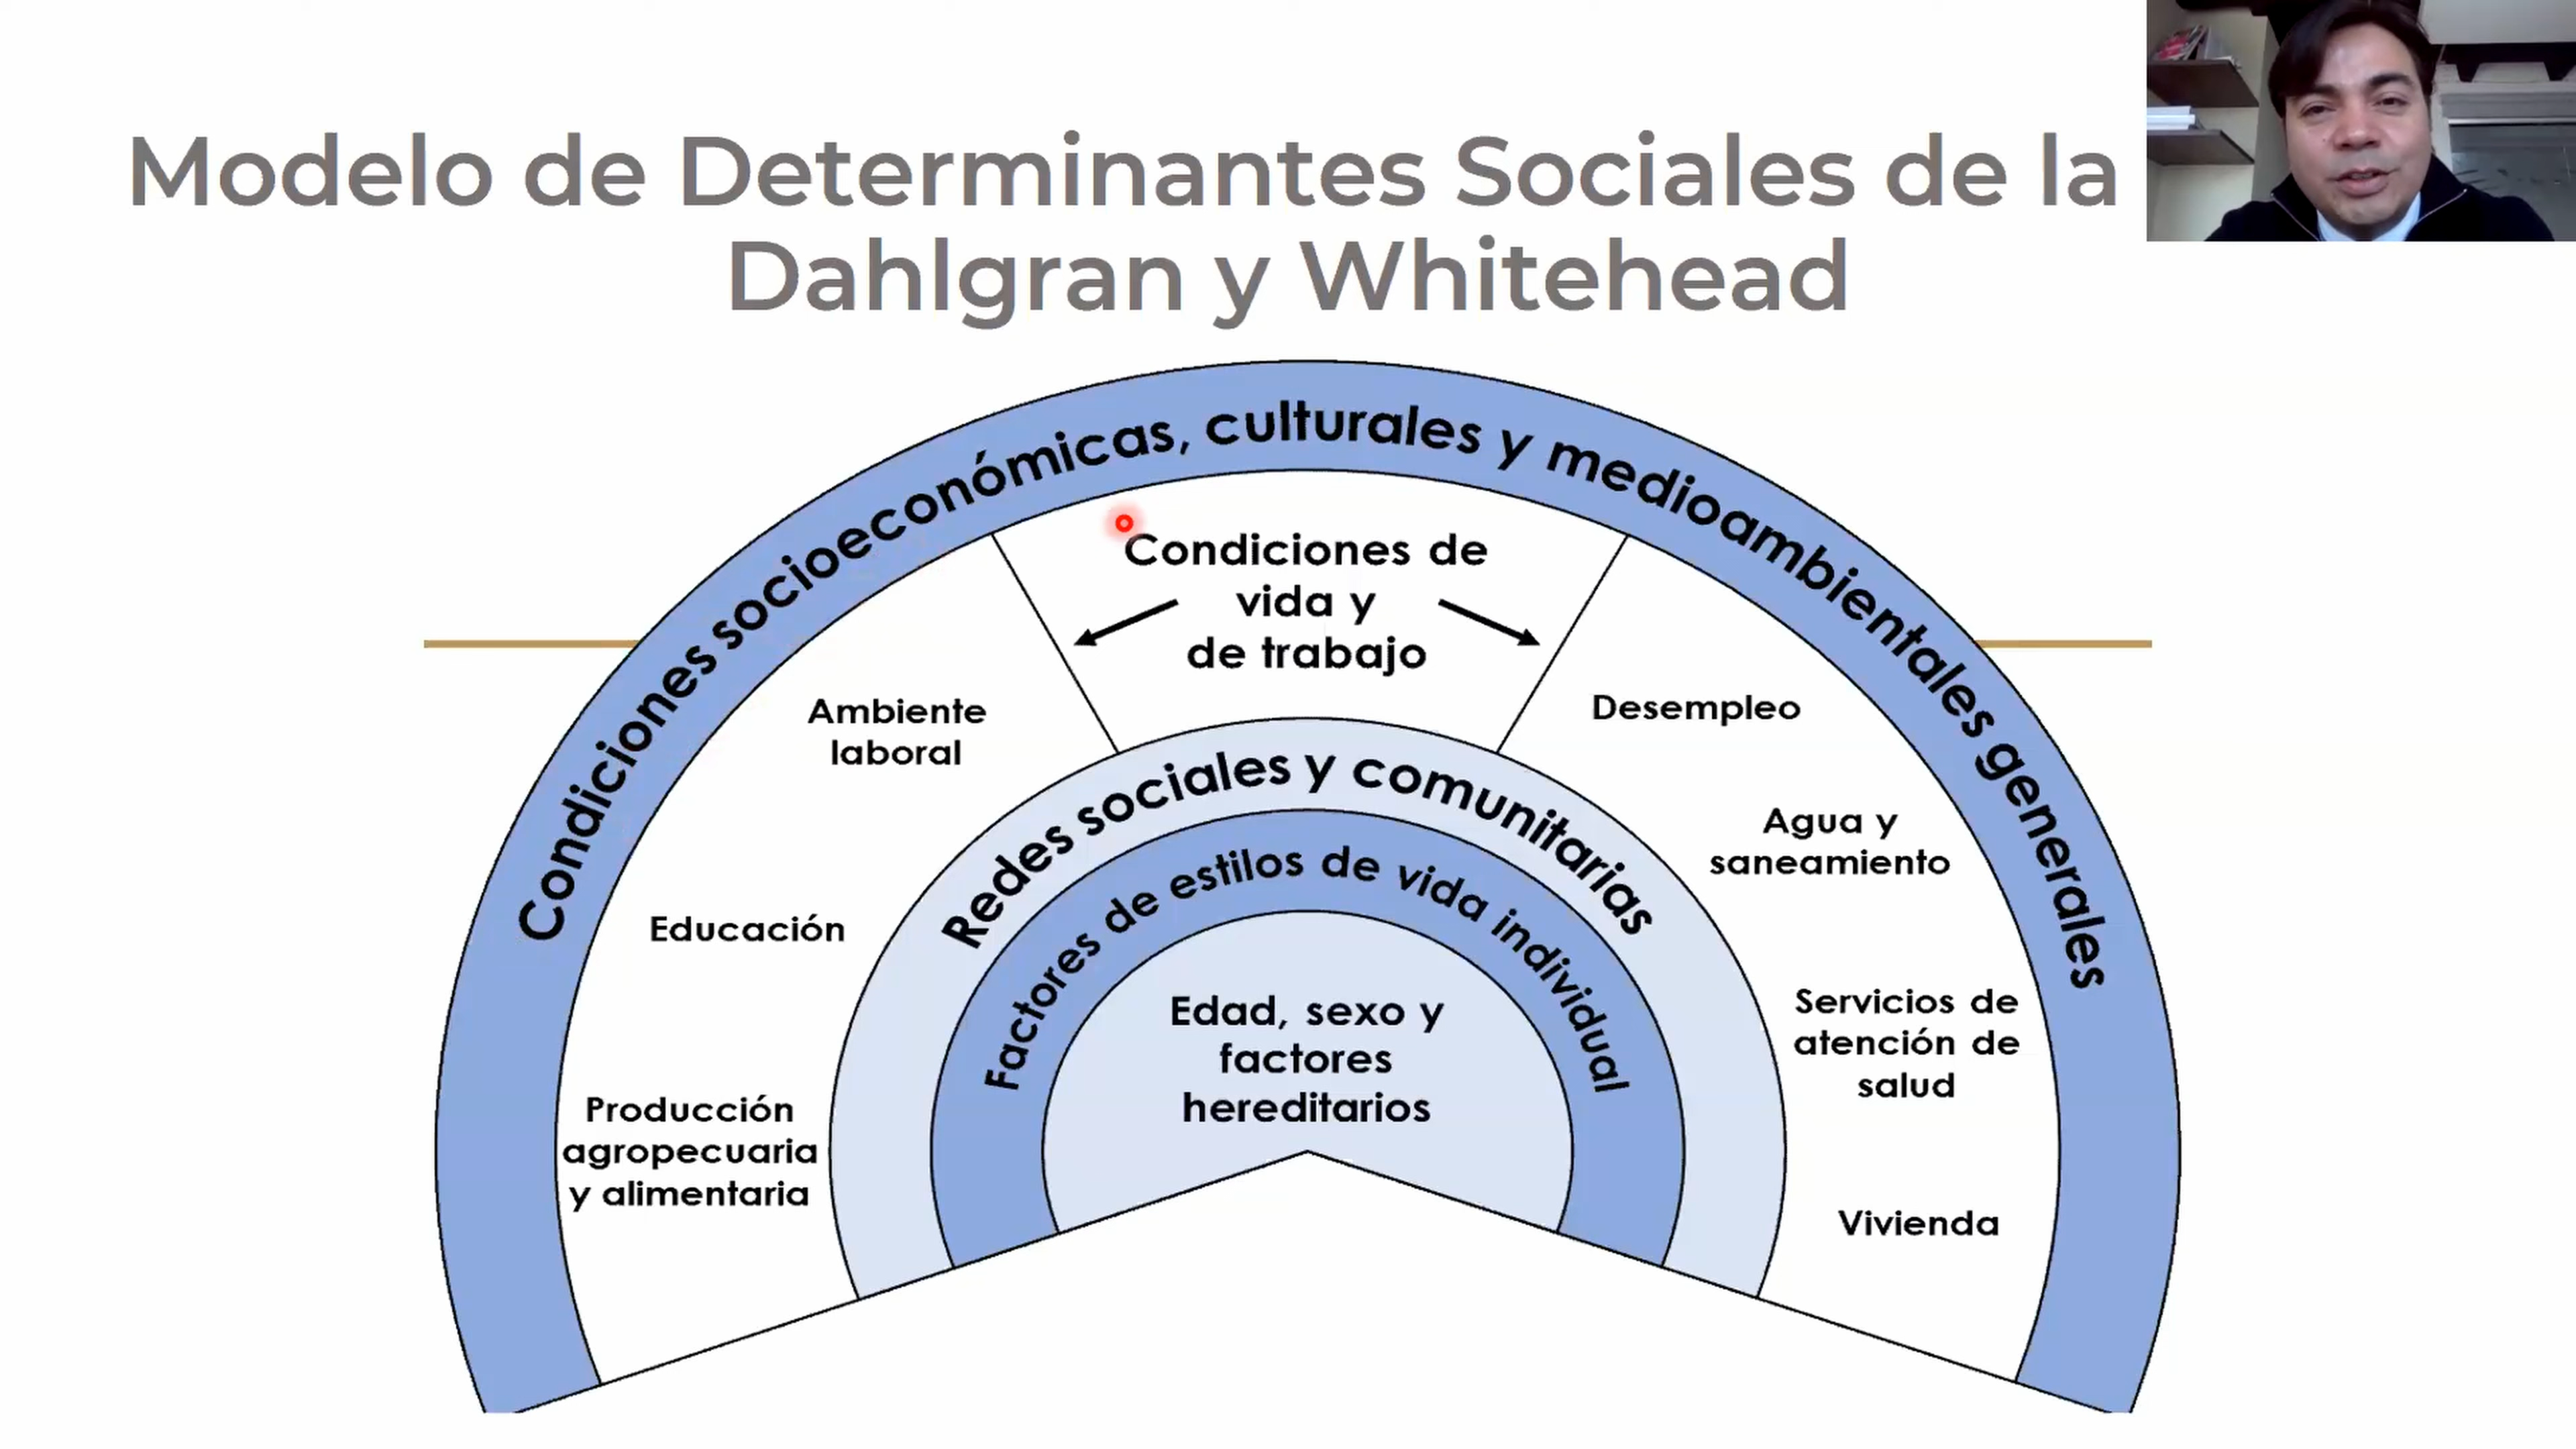 Modelo de Determinantes Sociales de la
Dahlgran y Whitehead
Condiciones socioeconómicas, culturales y medioambientales generales
Condiciones de
vida y
de trabajo
Ambiente
laboral
Desempleo
Redes sociales y comunitarias
Agua y
saneamiento
Factores de estilos de vida individual
Educación
Edad, sexo y
factores
hereditarios
Servicios de
atención de
salud
Producción
agropecuaria
y alimentaria
Vivienda